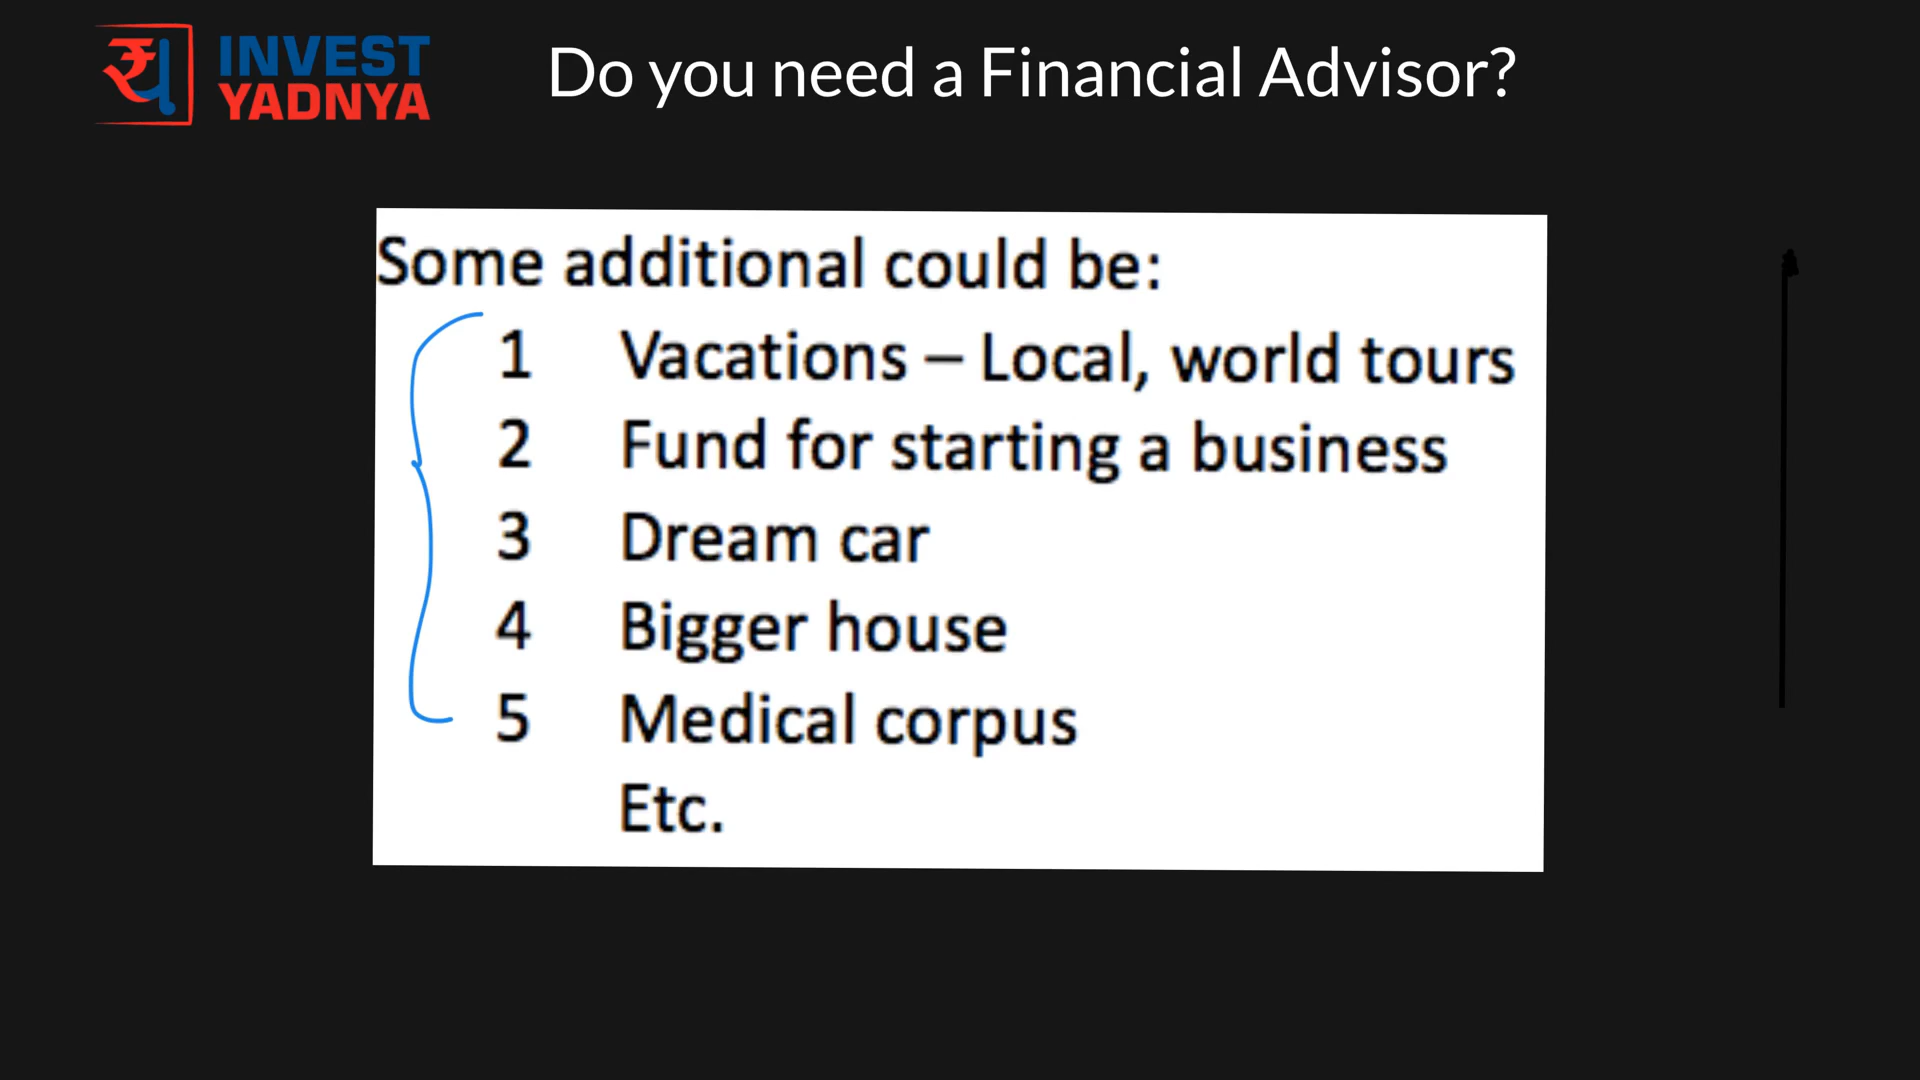 INVEST
YADNYA
Do you need a Financial Advisor?
Some additional could be:
1 Vacations – Local, world tours
2 Fund for starting a business
3 Dream car
4 Bigger house
5 Medical corpus
Etc.